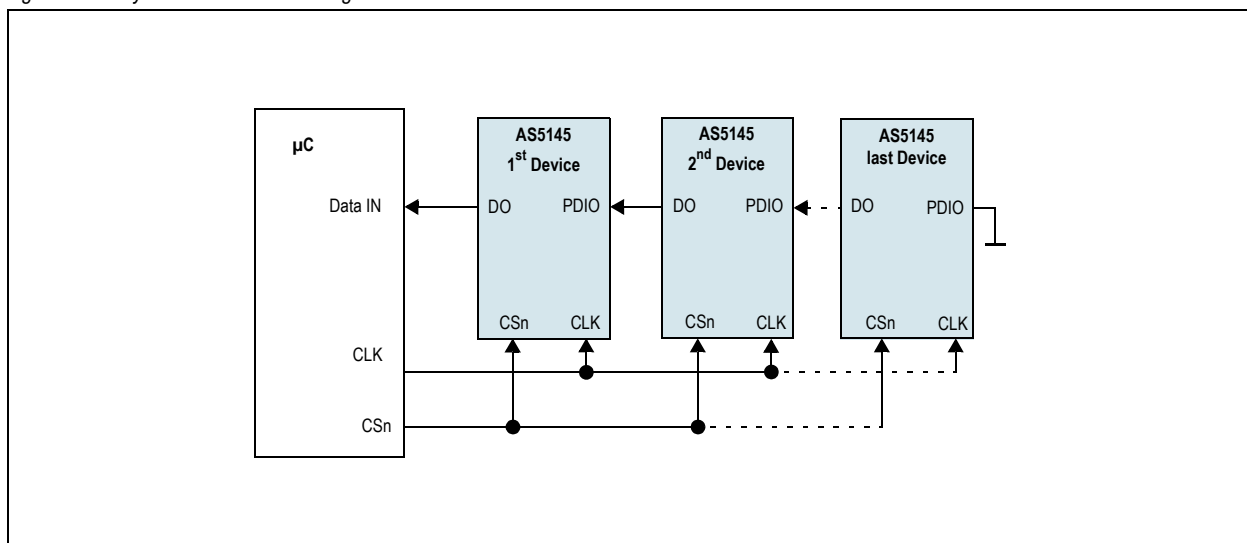 µC
AS5145
1st Device
AS5145
2nd Device
AS5145
last Device
Data IN
DO PDIO
DO PDIO
DO PDIO
CSn CLK
CSn CLK
CSn CLK
CLK
CSn